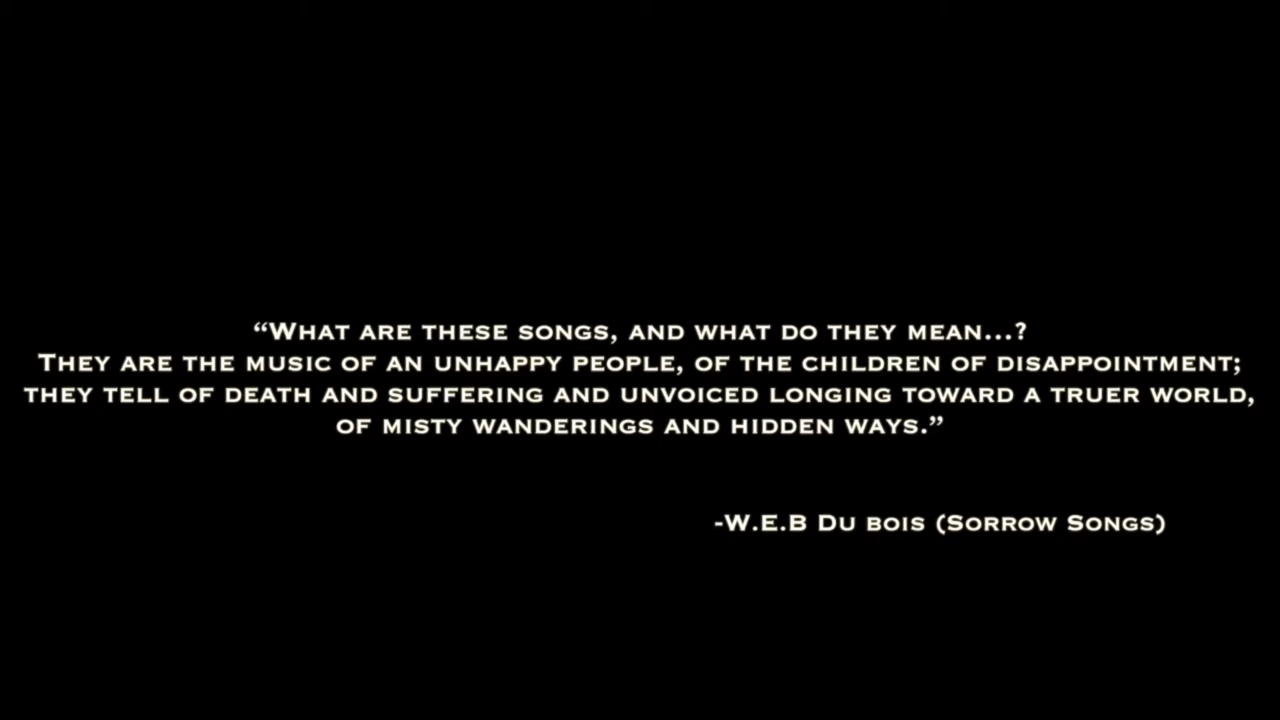 “What are these songs, and what do they mean...?
They are the music of an unhappy people, of the children of disappointment;
they tell of death and suffering and unvoiced longing toward a truer world,
of misty wanderings and hidden ways.”
-W.E.B Du bois (Sorrow Songs)